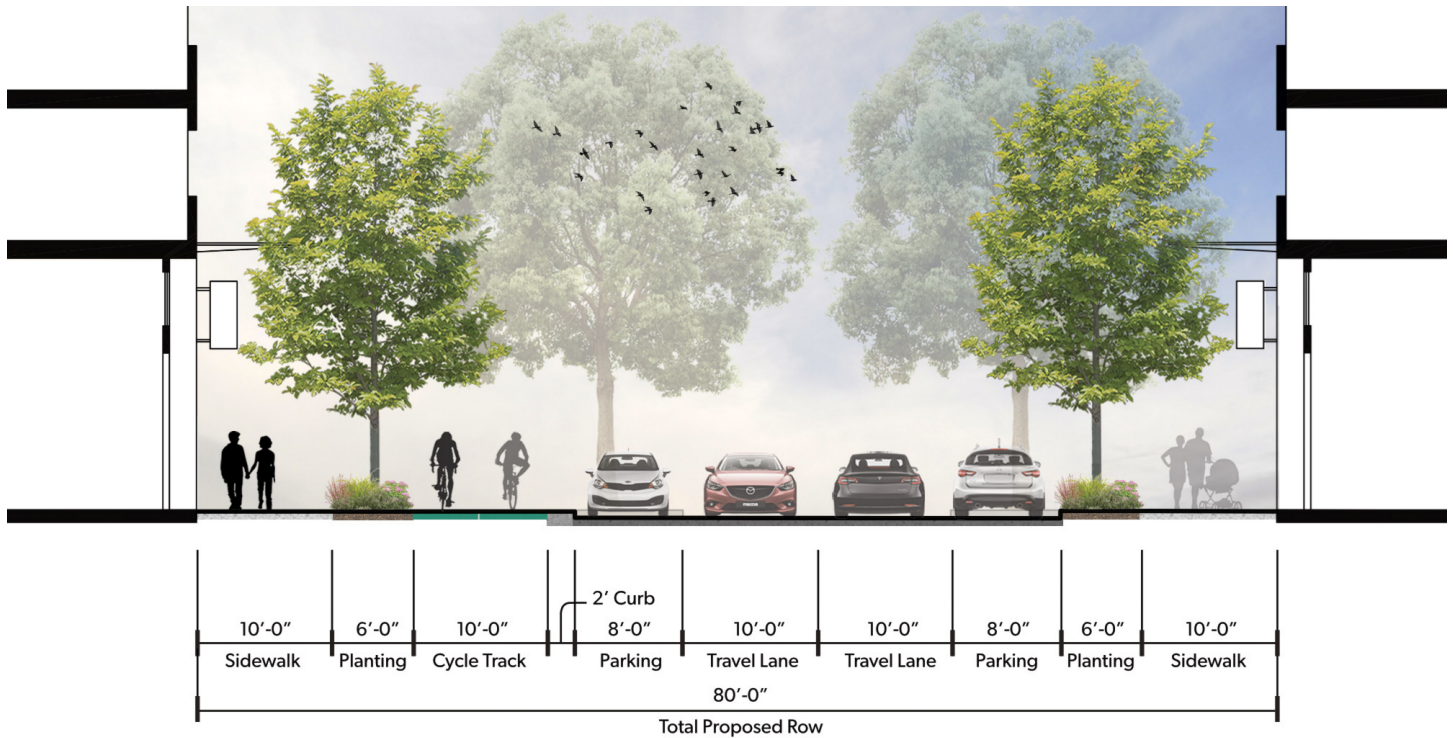 2’ Curb
10’-0” 6’-0” 10’-0” 8’-0” 10’-0” 10’-0” 8’-0” 6’-0” 10’-0”
Sidewalk Planting Cycle Track Parking Travel Lane Travel Lane Parking Planting Sidewalk
80’-0”
Total Proposed Row